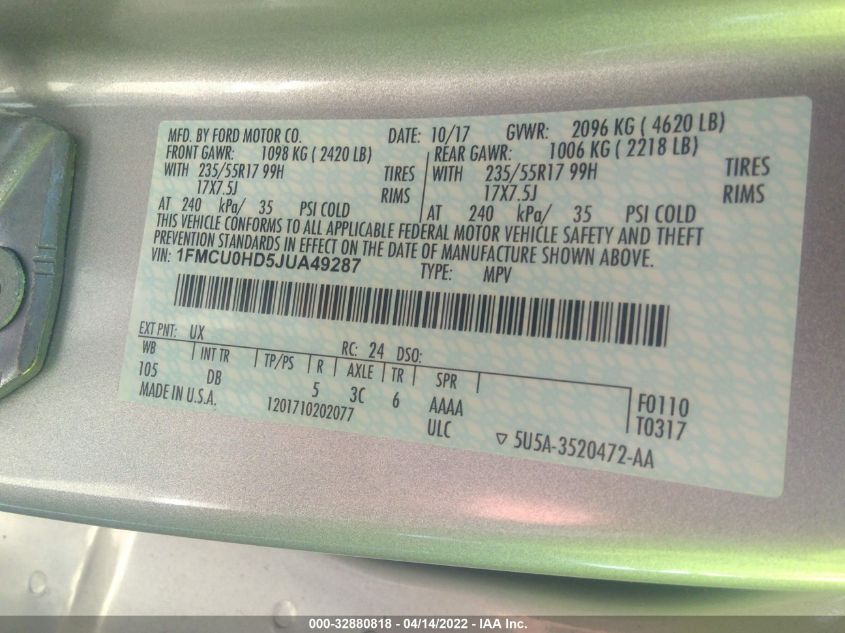 MFD. BY FORD MOTOR CO. DATE: 10/17 GVWR: 2096 KG ( 4620 LB)
FRONT GAWR: 1098 KG ( 2420 LB) REAR GAWR: 1006 KG ( 2218 LB)
WITH 235/55R17 99H TIRES WITH 235/55R17 99H TIRES
17X7.5J RIMS 17X7.5J RIMS
AT 240 kPa/ 35 PSI COLD AT 240 kPa/ 35 PSI COLD
THIS VEHICLE CONFORMS TO ALL APPLICABLE FEDERAL MOTOR VEHICLE SAFETY AND THEFT
PREVENTION STANDARDS IN EFFECT ON THE DATE OF MANUFACTURE SHOWN ABOVE.
VIN: 1FMCU0HD5JUA49287 TYPE: MPV
EXT PNT: UX RC: 24 DSO:
WB INT TR TP/PS R AXLE TR SPR
105 DB 5 3C 6 AAAA F0110
MADE IN U.S.A. 1201710202077 ULC T0317
▽ 5U5A-3520472-AA
000-32880818 - 04/14/2022 - IAA Inc.